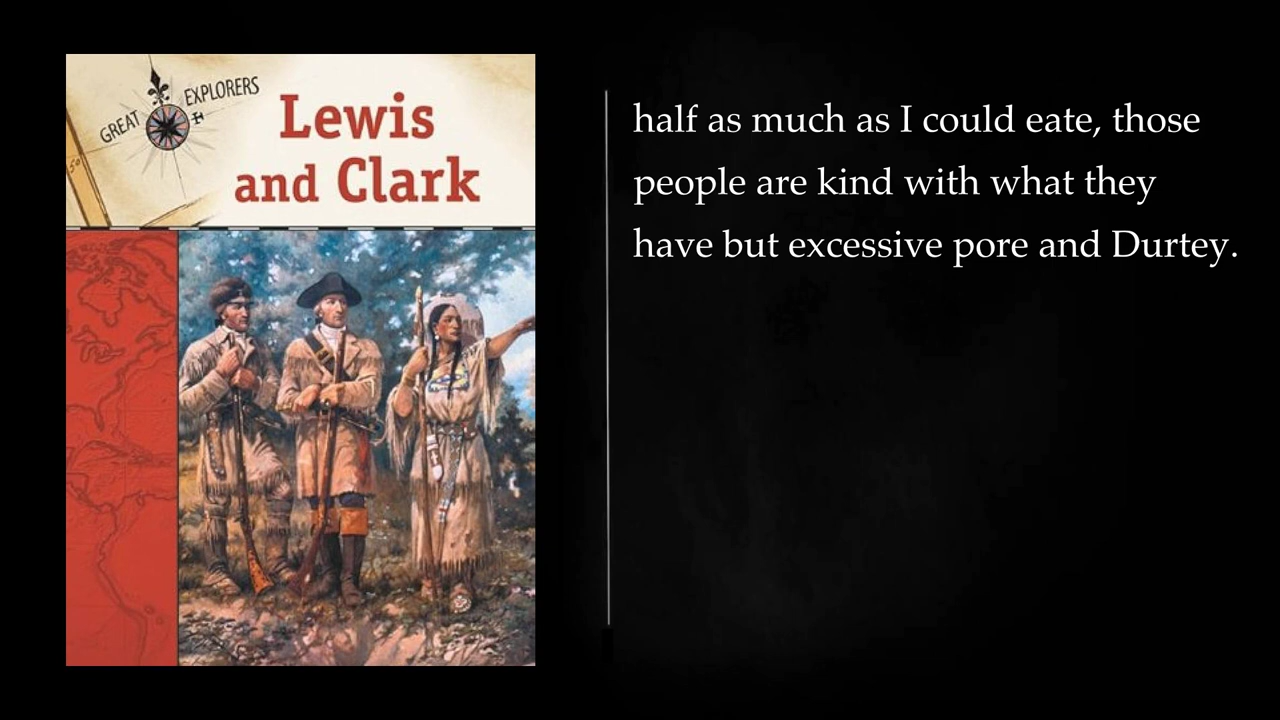 GREAT EXPLORERS
Lewis
and Clark
50
half as much as I could eate, those
people are kind with what they
have but excessive pore and Durtey.